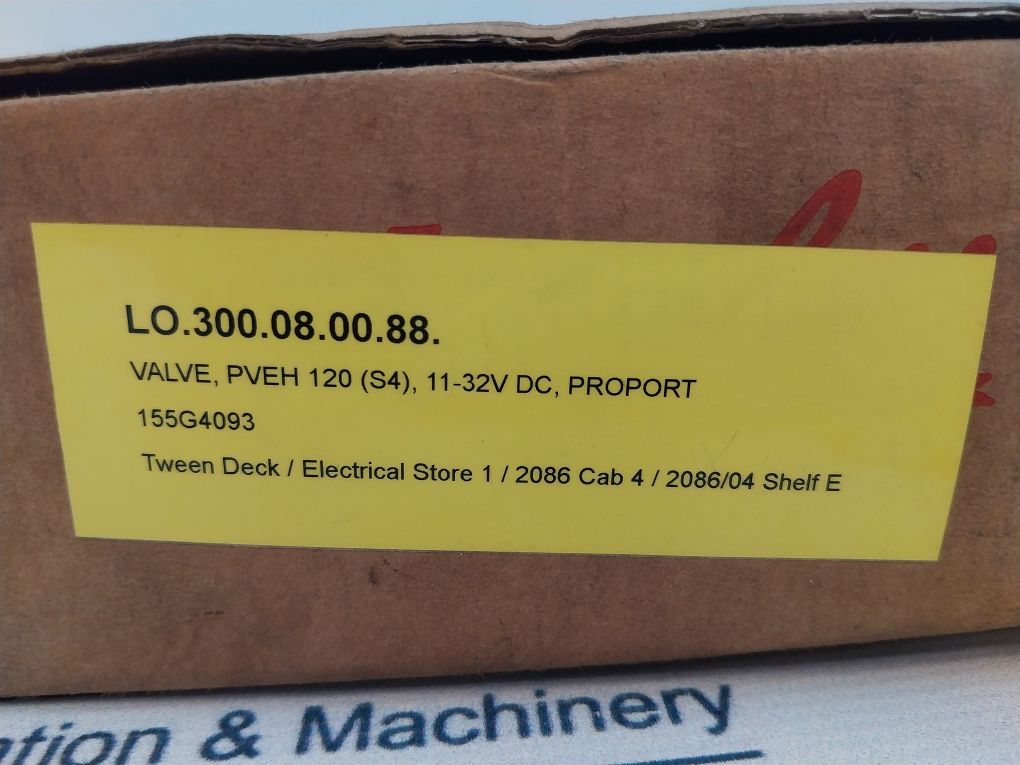 LO.300.08.00.88.
VALVE, PVEH 120 (S4), 11-32V DC, PROPORT
155G4093
Tween Deck / Electrical Store 1 / 2086 Cab 4 / 2086/04 Shelf E
& Machinery